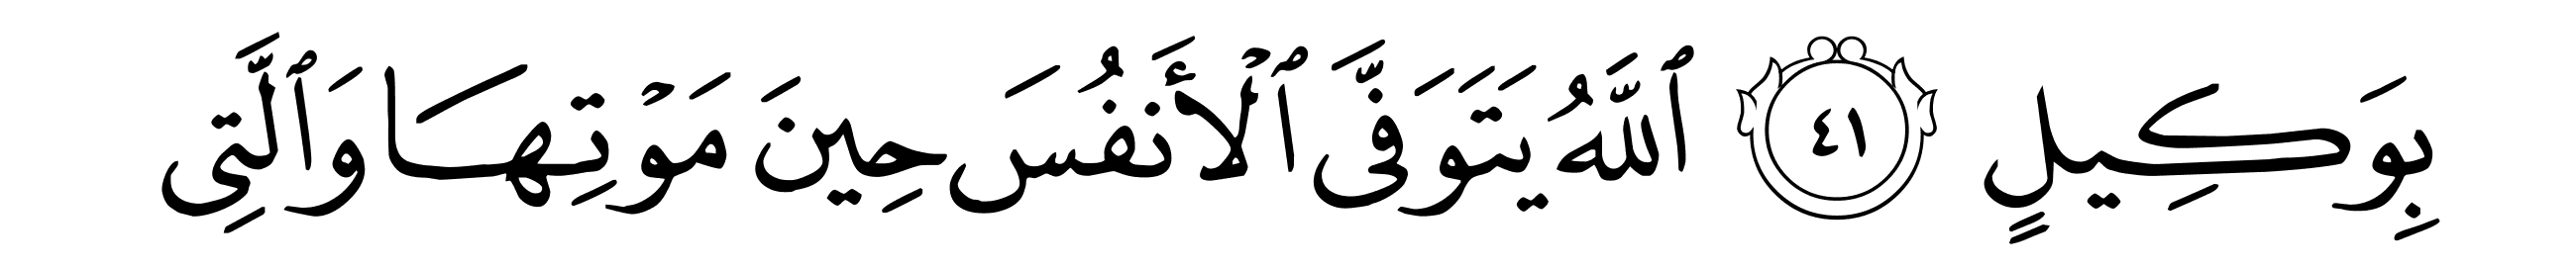 بِوَكِيلٍ ٤١ ٱللَّهُ يَتَوَفَّى ٱلْأَنفُسَ حِينَ مَوْتِهَا وَٱلَّتِى